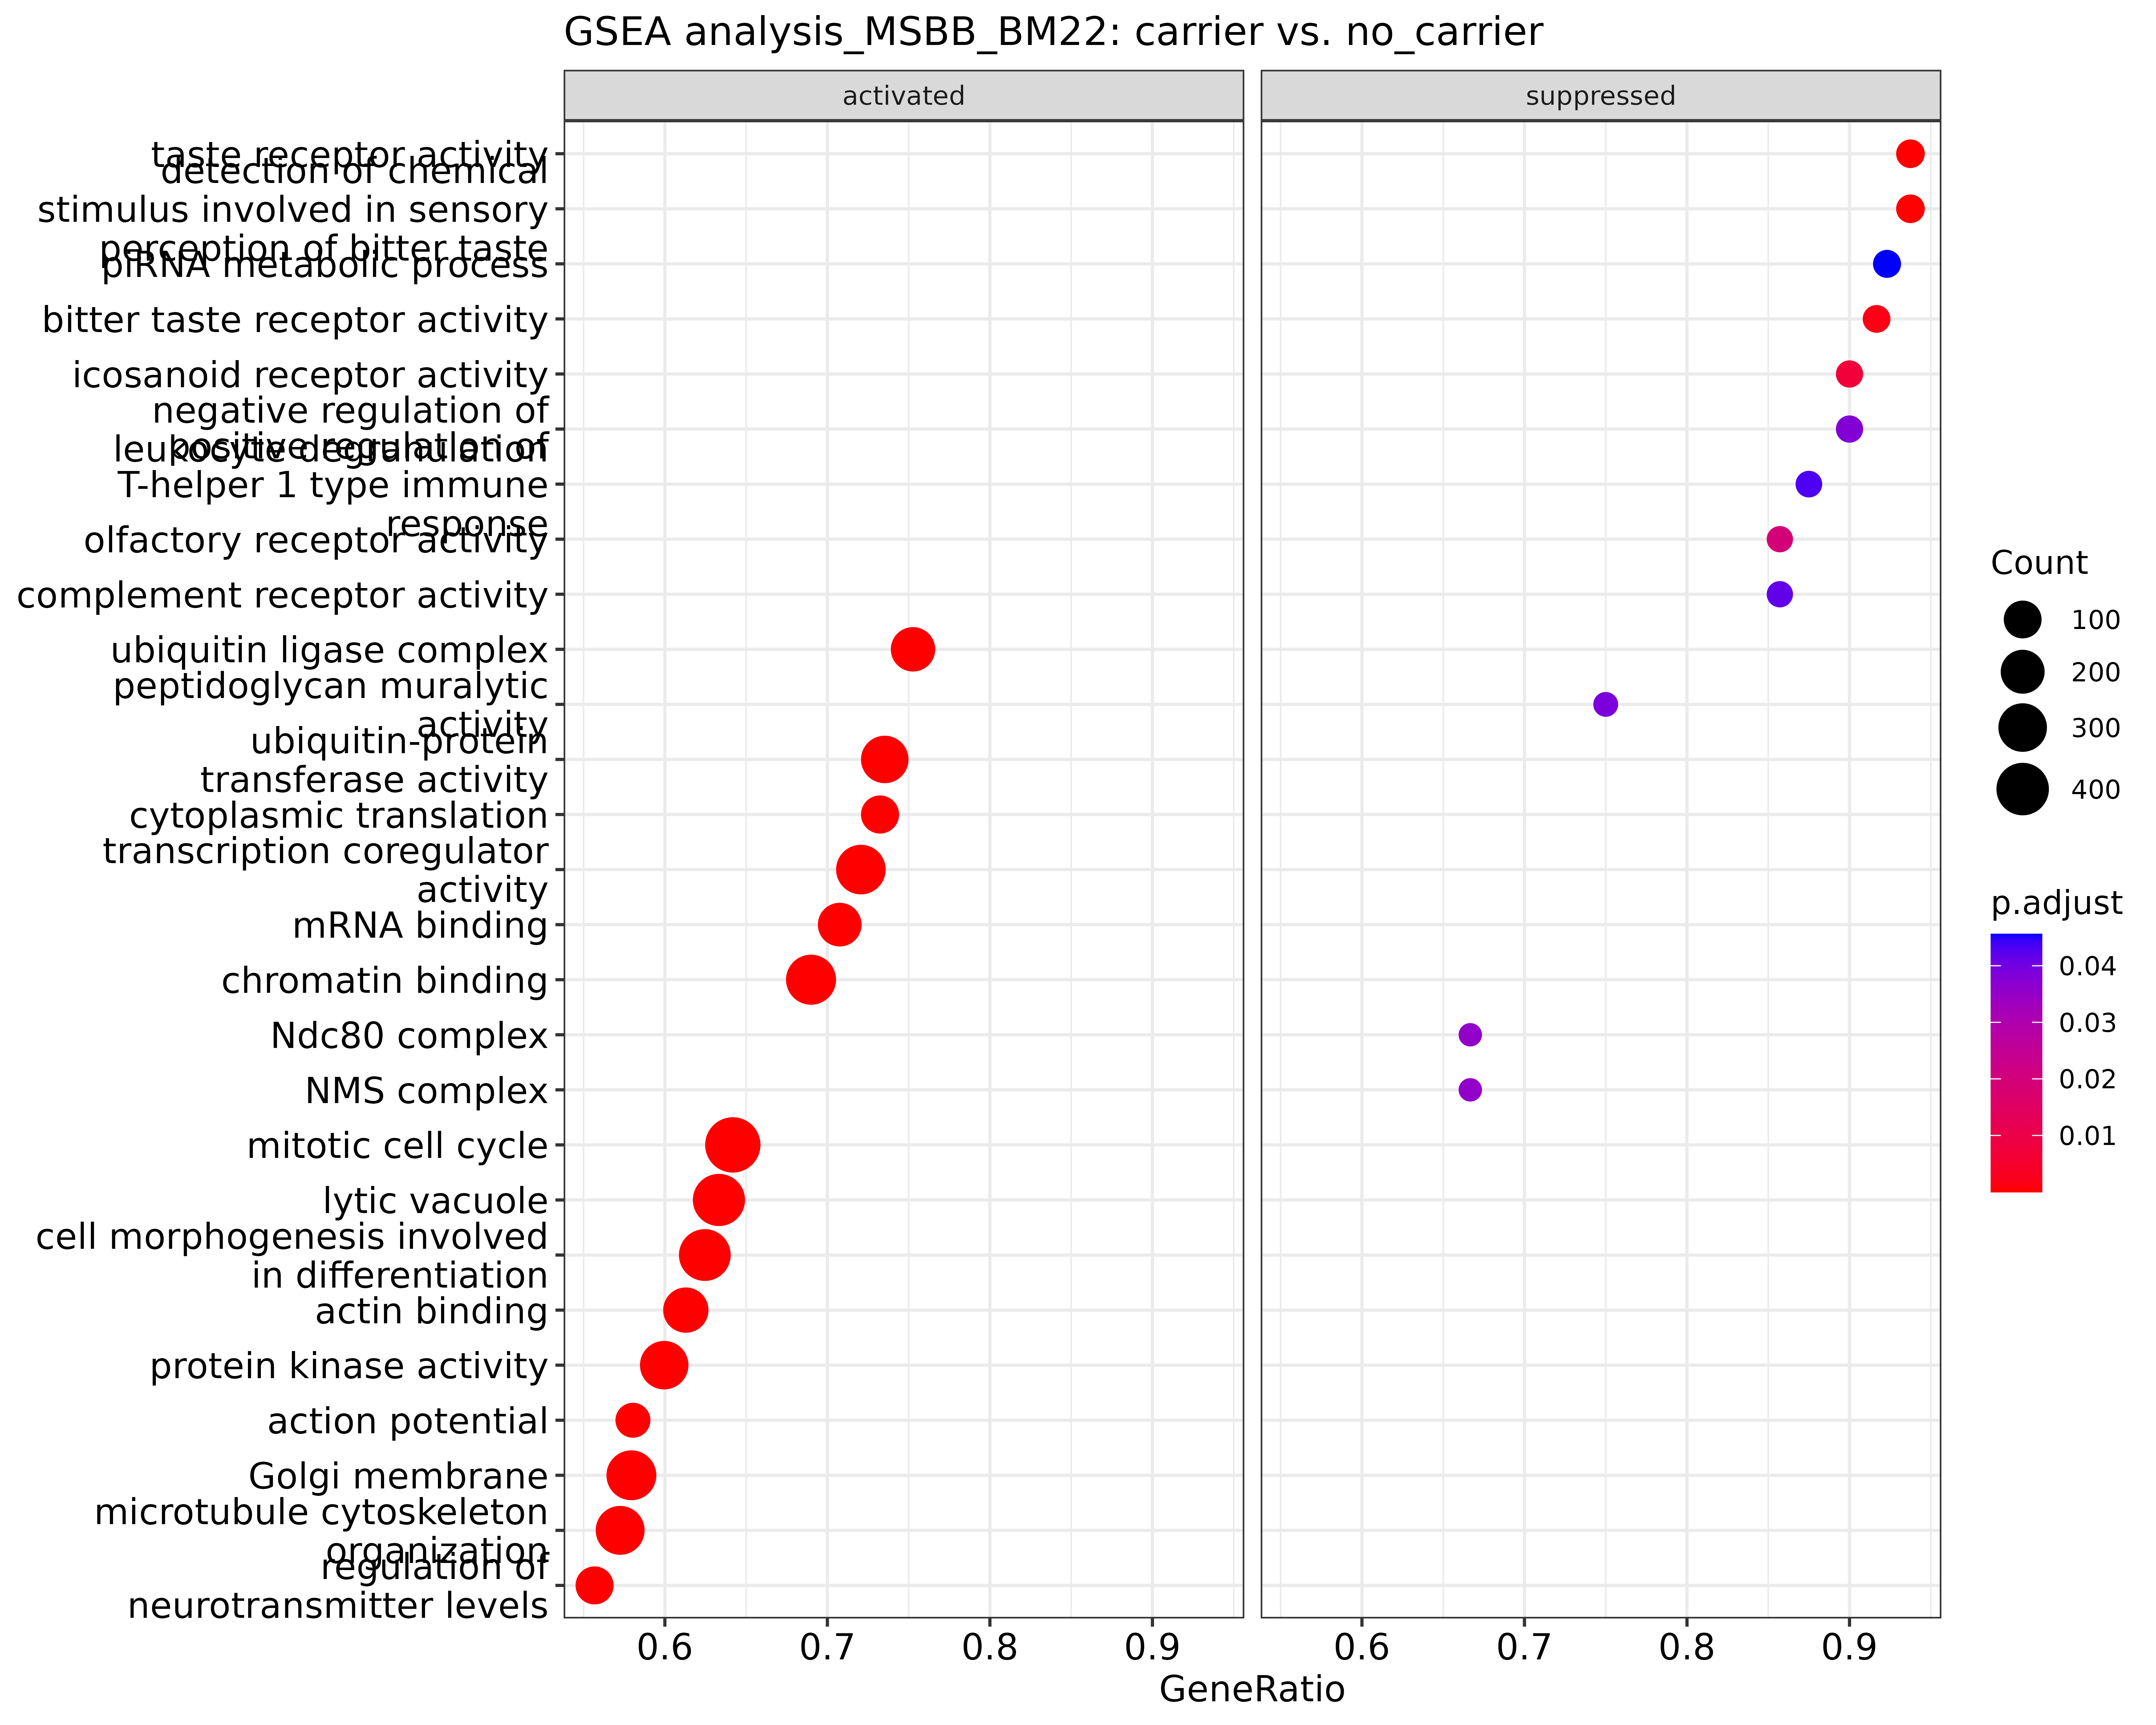 GSEA analysis_MSBB_BM22: carrier vs. no_carrier
activated
suppressed
taste receptor activity
detection of chemical
stimulus involved in sensory
perception of bitter taste
piRNA metabolic process
bitter taste receptor activity
icosanoid receptor activity
negative regulation of
leukocyte degranulation
positive regulation of
T-helper 1 type immune
response
olfactory receptor activity
complement receptor activity
ubiquitin ligase complex
peptidoglycan muralytic
activity
ubiquitin-protein
transferase activity
cytoplasmic translation
transcription coregulator
activity
mRNA binding
chromatin binding
Ndc80 complex
NMS complex
mitotic cell cycle
lytic vacuole
cell morphogenesis involved
in differentiation
actin binding
protein kinase activity
action potential
Golgi membrane
microtubule cytoskeleton
organization
regulation of
neurotransmitter levels
0.6 0.7 0.8 0.9
0.6 0.7 0.8 0.9
GeneRatio
Count
100
200
300
400
p.adjust
0.04
0.03
0.02
0.01